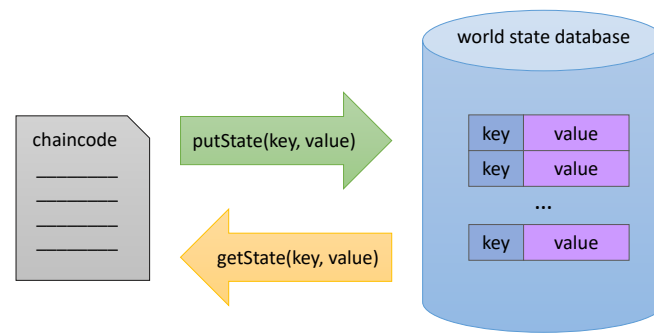 world state database
chaincode
putState(key, value)
key value
key value
...
getState(key, value)
key value